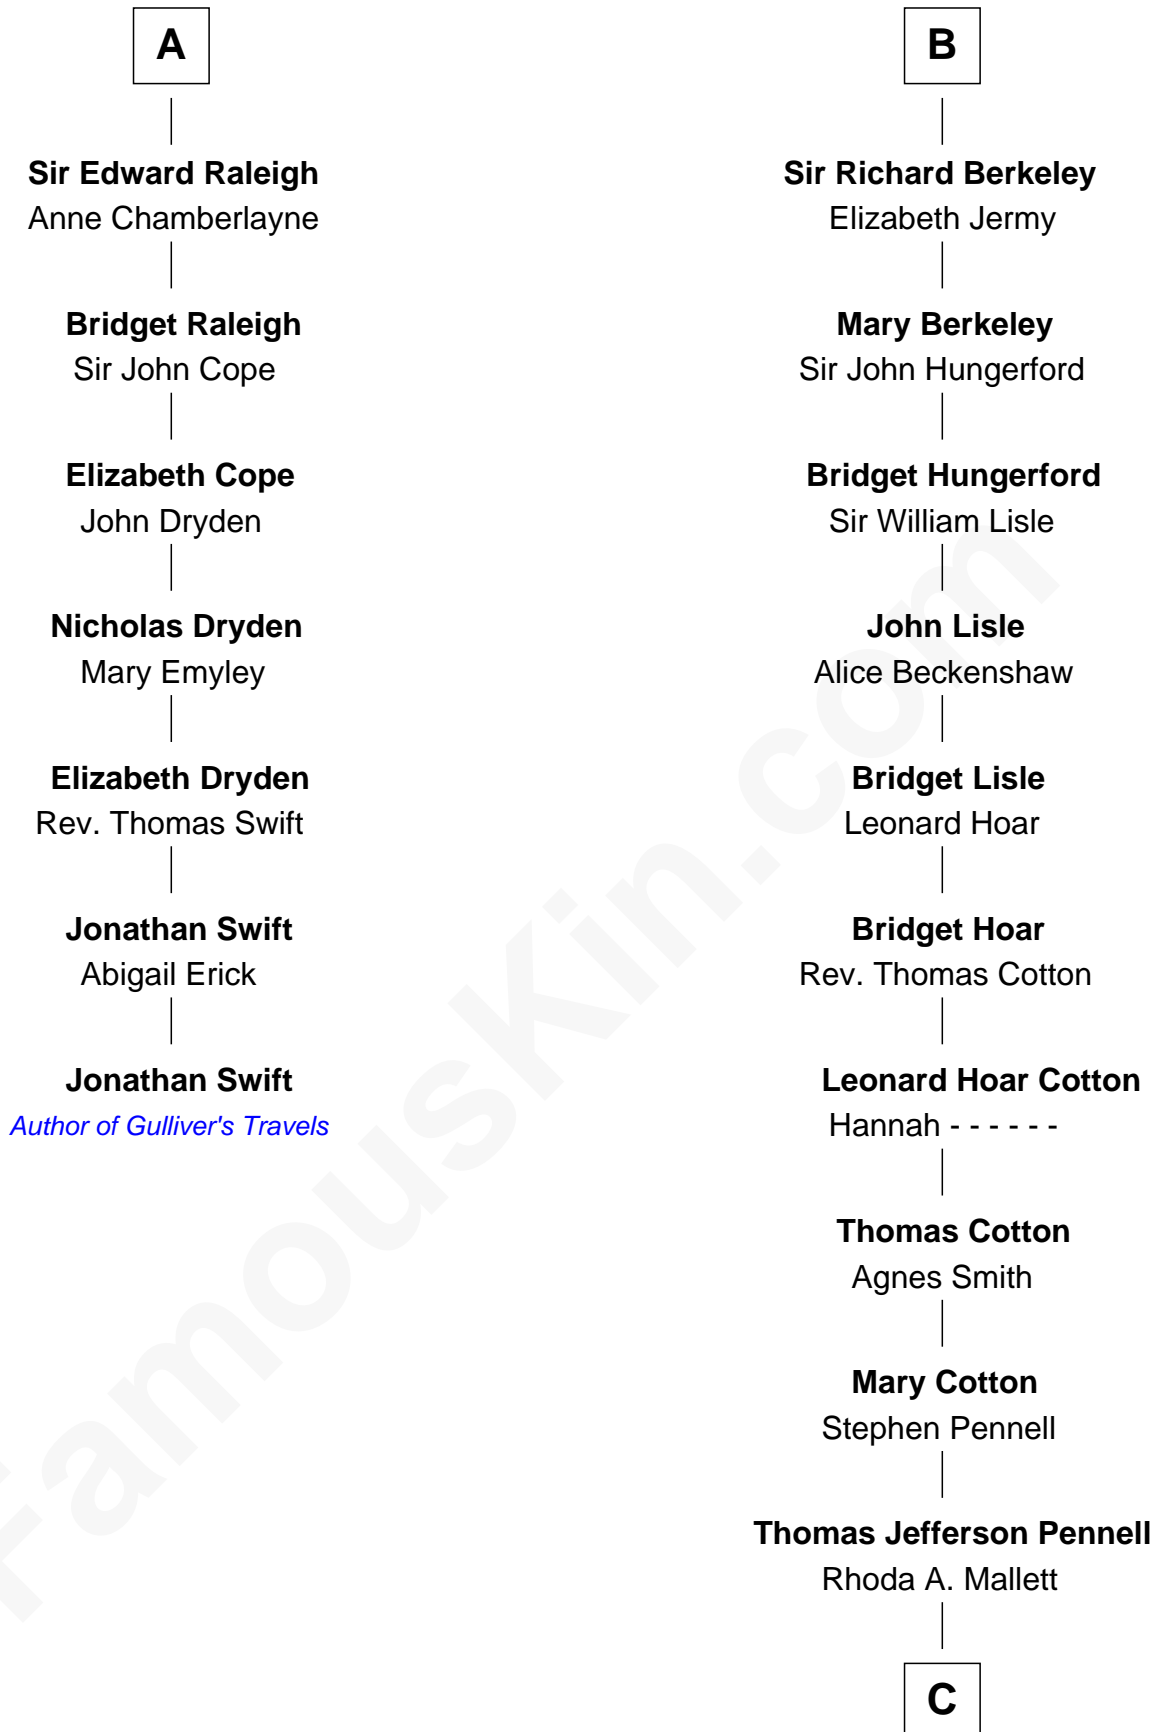 A
Sir Edward Raleigh
Anne Chamberlayne
Bridget Raleigh
Sir John Cope
Elizabeth Cope
John Dryden
Nicholas Dryden
Mary Emyley
Elizabeth Dryden
Rev. Thomas Swift
Jonathan Swift
Abigail Erick
Jonathan Swift
Author of Gulliver's Travels
B
Sir Richard Berkeley
Elizabeth Jermy
Mary Berkeley
Sir John Hungerford
Bridget Hungerford
Sir William Lisle
John Lisle
Alice Beckenshaw
Bridget Lisle
Leonard Hoar
Bridget Hoar
Rev. Thomas Cotton
Leonard Hoar Cotton
Hannah - - - - - -
Thomas Cotton
Agnes Smith
Mary Cotton
Stephen Pennell
Thomas Jefferson Pennell
Rhoda A. Mallett
C
FamousKin.com